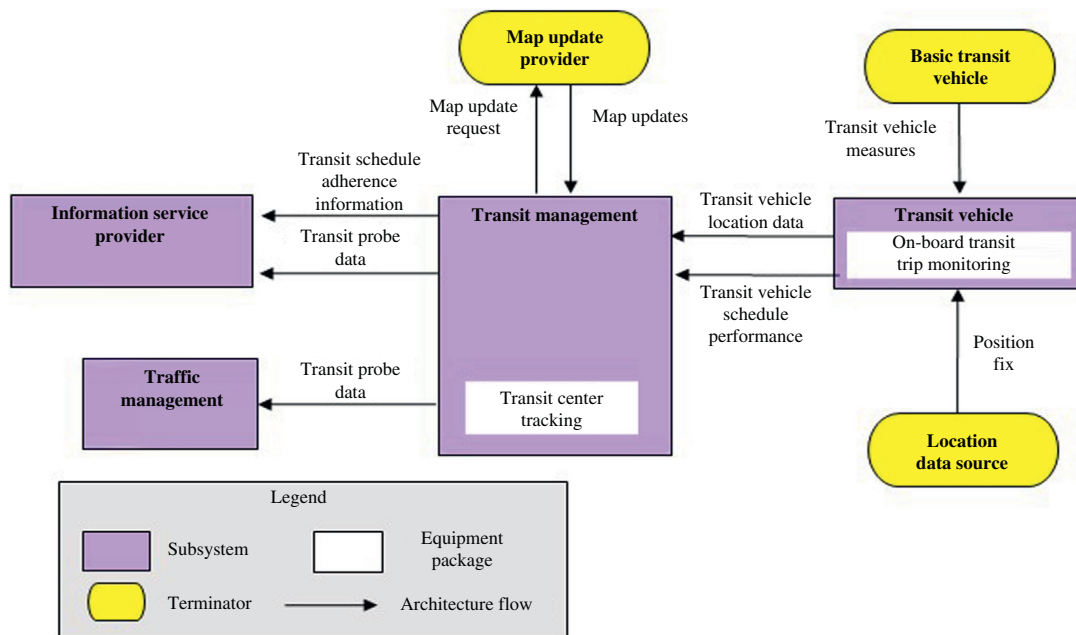 Map update
provider
Basic transit
vehicle
Map update
request
Map updates
Transit vehicle
measures
Transit schedule
adherence
information
Information service
provider
Transit probe
data
Transit management
Transit vehicle
location data
Transit vehicle
On-board transit
trip monitoring
Transit vehicle
schedule
performance
Position
fix
Traffic
management
Transit probe
data
Transit center
tracking
Location
data source
Legend
Subsystem
Equipment
package
Terminator
Architecture flow